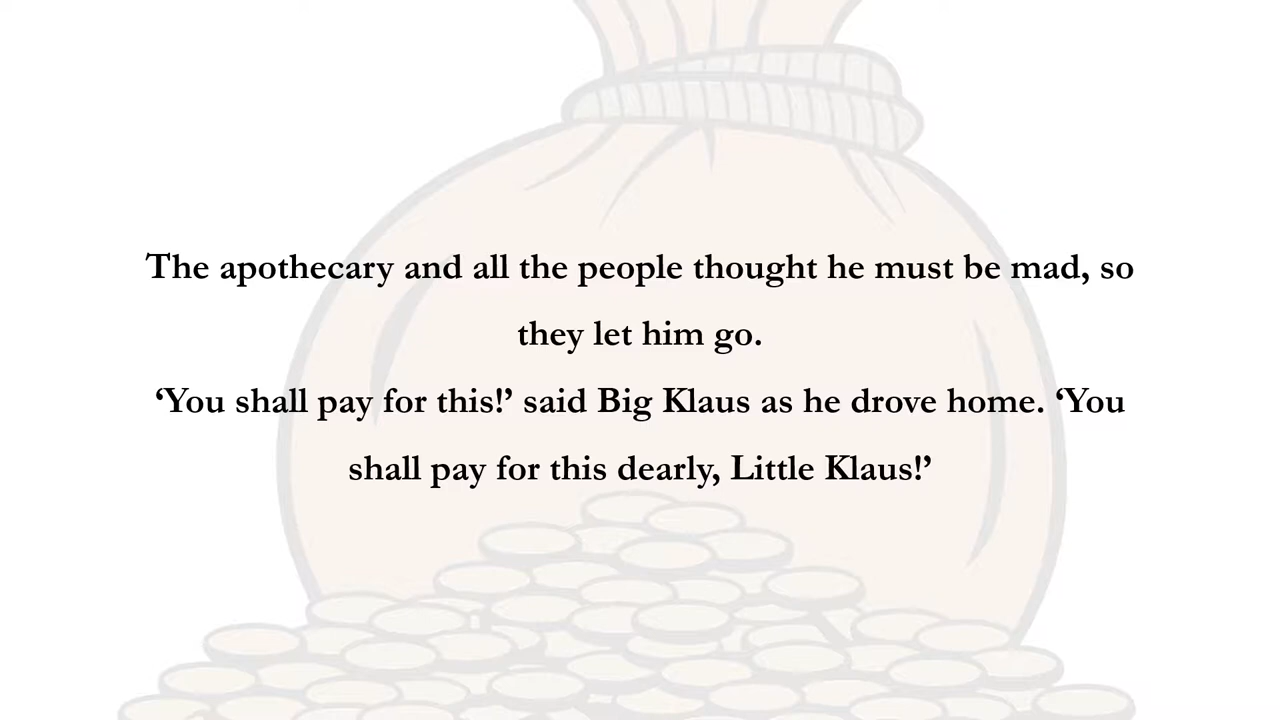 The apothecary and all the people thought he must be mad, so
they let him go.
‘You shall pay for this!’ said Big Klaus as he drove home. ‘You
shall pay for this dearly, Little Klaus!’